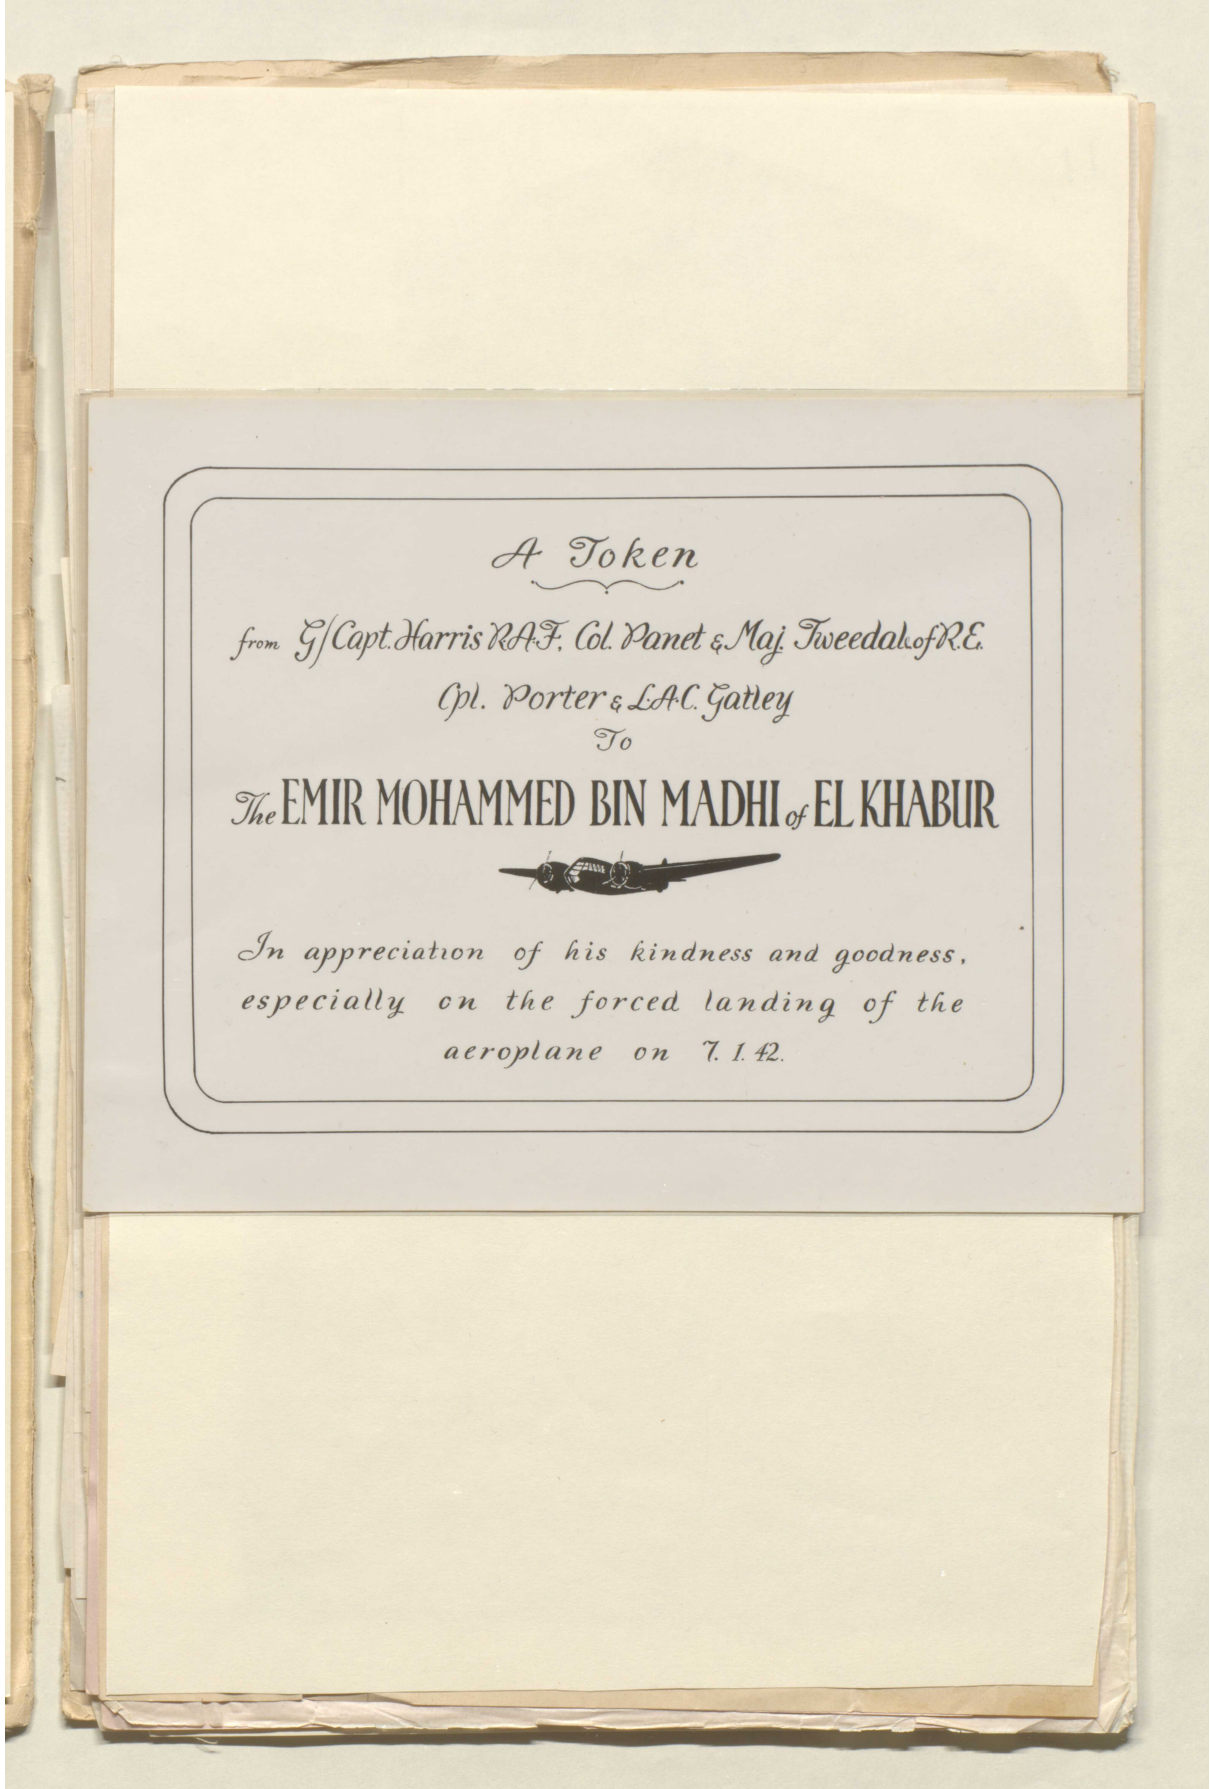 A Token
from G/Capt. Harris R.A.F. Col. Panet & Maj. Tweedale of R.E.
Cpl. Porter & L.A.C. Gatley
To
The EMIR MOHAMMED BIN MADHI of EL KHABUR
In appreciation of his kindness and goodness,
especially on the forced landing of the
aeroplane on 7. 1. 42.